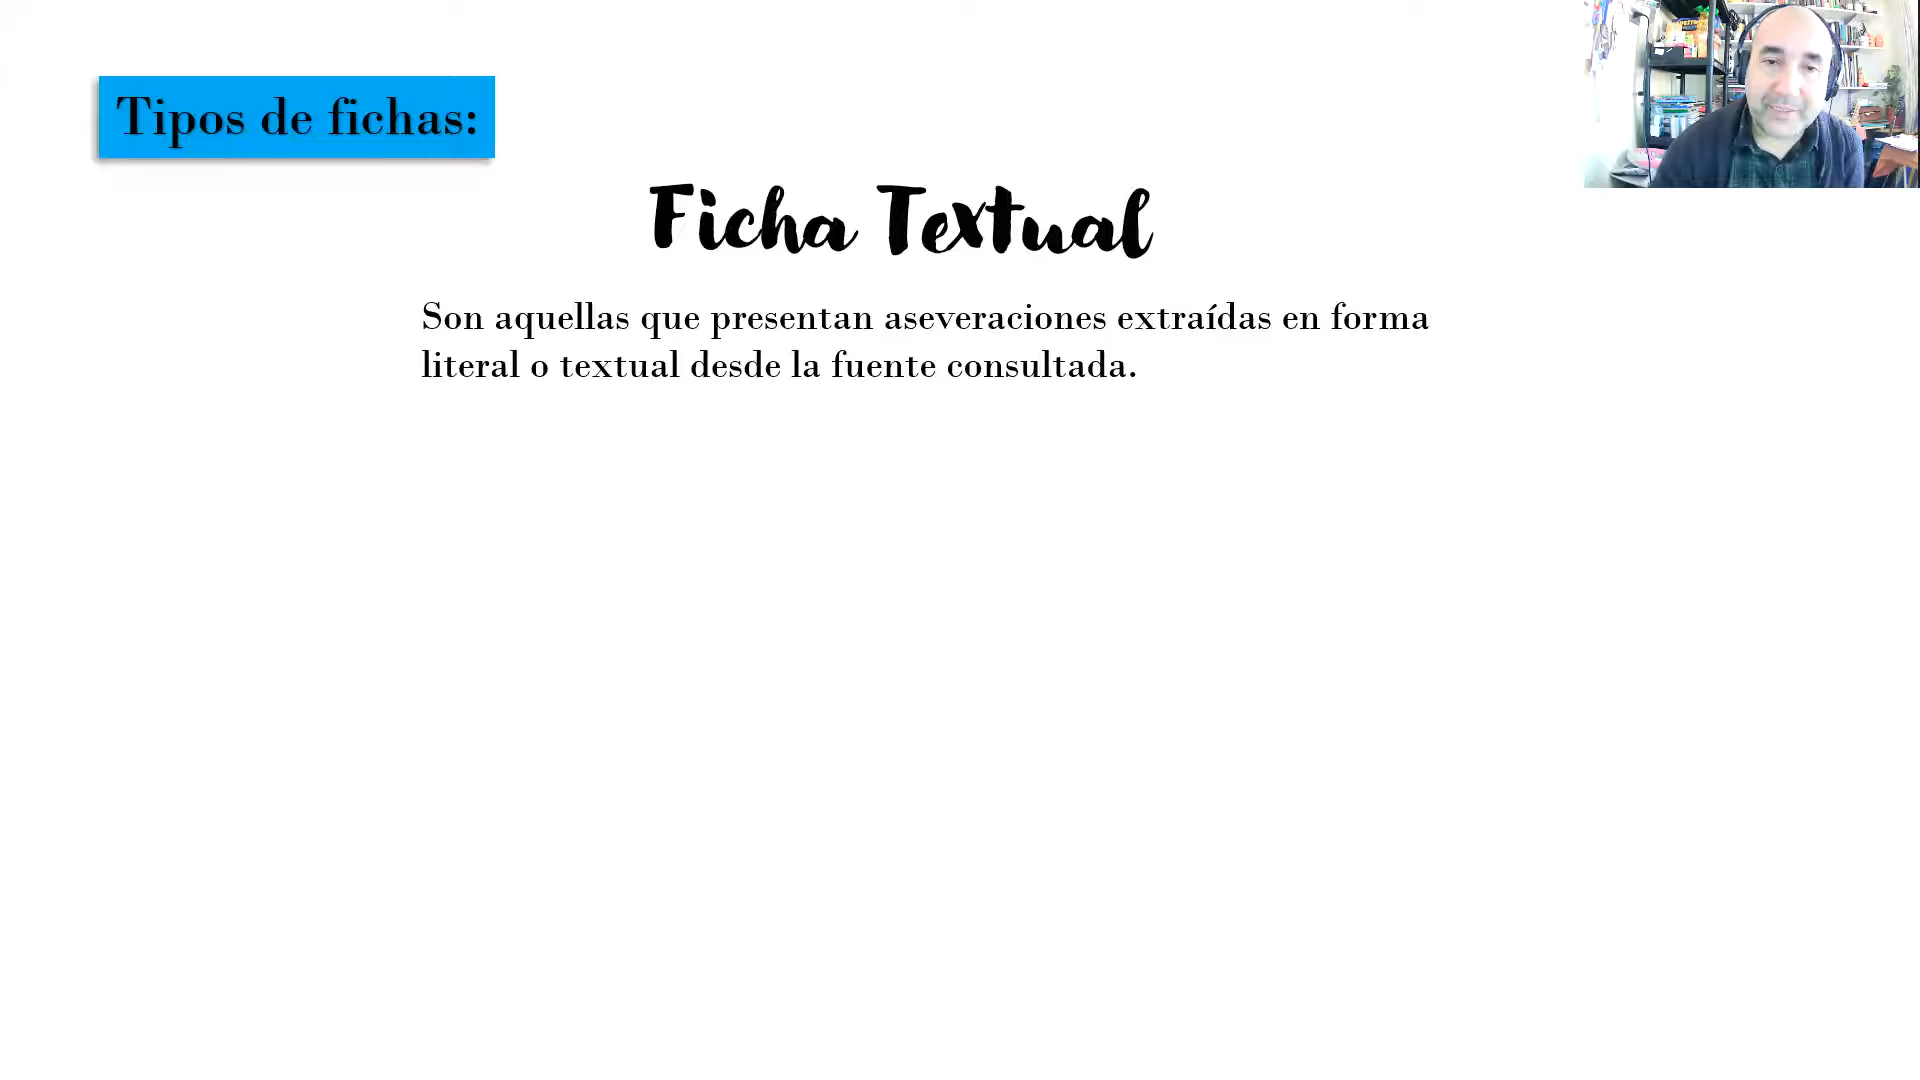 Tipos de fichas:
Ficha Textual
Son aquellas que presentan aseveraciones extraídas en forma
literal o textual desde la fuente consultada.